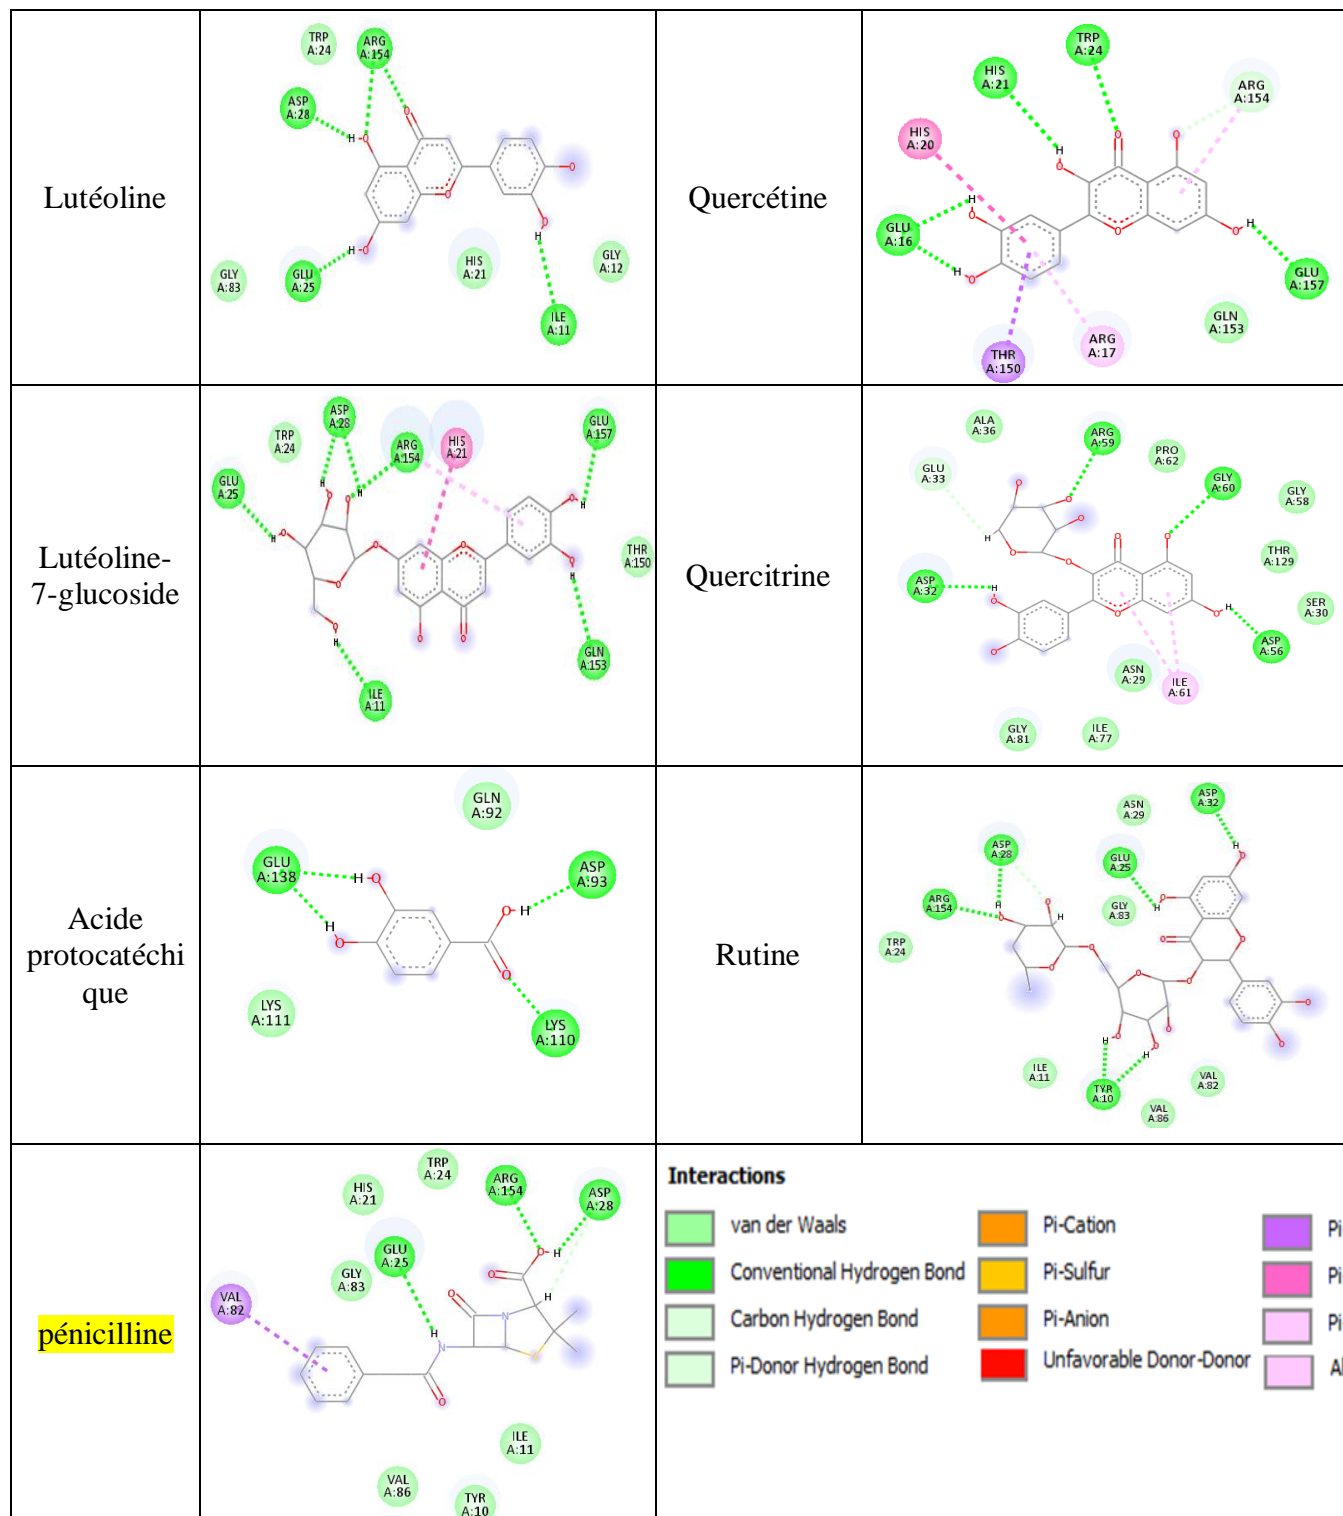 Lutéoline
TRP
A:24
ARG
A:154
ASP
A:28
H
O
O
O
O
O
H
H
O
GLY
A:83
GLU
A:25
HIS
A:21
GLY
A:12
ILE
A:11
Quercétine
TRP
A:24
HIS
A:21
ARG
A:154
HIS
A:20
H
O
O
O
H
O
GLU
A:16
H
O
O
O
H
GLU
A:157
GLN
A:153
ARG
A:17
THR
A:150
Lutéoline-
7-glucoside
ASP
A:28
TRP
A:24
ARG
A:154
HIS
A:21
GLU
A:157
GLU
A:25
H
O
H
O
H
O
O
O
O
O
H
O
H
THR
A:150
O
H
O
O
GLN
A:153
ILE
A:11
Quercitrine
ALA
A:36
ARG
A:59
PRO
A:62
GLU
A:33
GLY
A:60
GLY
A:58
O
O
O
H
O
O
O
O
THR
A:129
ASP
A:32
H
O
O
O
O
H
SER
A:30
ASP
A:56
ASN
A:29
ILE
A:61
GLY
A:81
ILE
A:77
Acide
protocatéchi
que
GLN
A:92
GLU
A:138
H
O
H
O
O
H
O
ASP
A:93
LYS
A:111
LYS
A:110
Rutine
ASN
A:29
ASP
A:32
ASP
A:28
GLU
A:25
ARG
A:154
GLY
A:83
TRP
A:24
H
O
O
H
H
O
O
H
O
O
O
O
O
O
O
O
H
O
H
O
O
O
ILE
A:11
TYR
A:10
VAL
A:86
VAL
A:82
pénicilline
TRP
A:24
HIS
A:21
ARG
A:154
ASP
A:28
GLU
A:25
GLY
A:83
VAL
A:82
O
H
O
H
O
N
H
N
S
O
ILE
A:11
VAL
A:86
TYR
A:10
Interactions
van der Waals
Conventional Hydrogen Bond
Carbon Hydrogen Bond
Pi-Donor Hydrogen Bond
Pi-Cation
Pi-Sulfur
Pi-Anion
Unfavorable Donor-Donor
Pi
Pi
Pi
Al